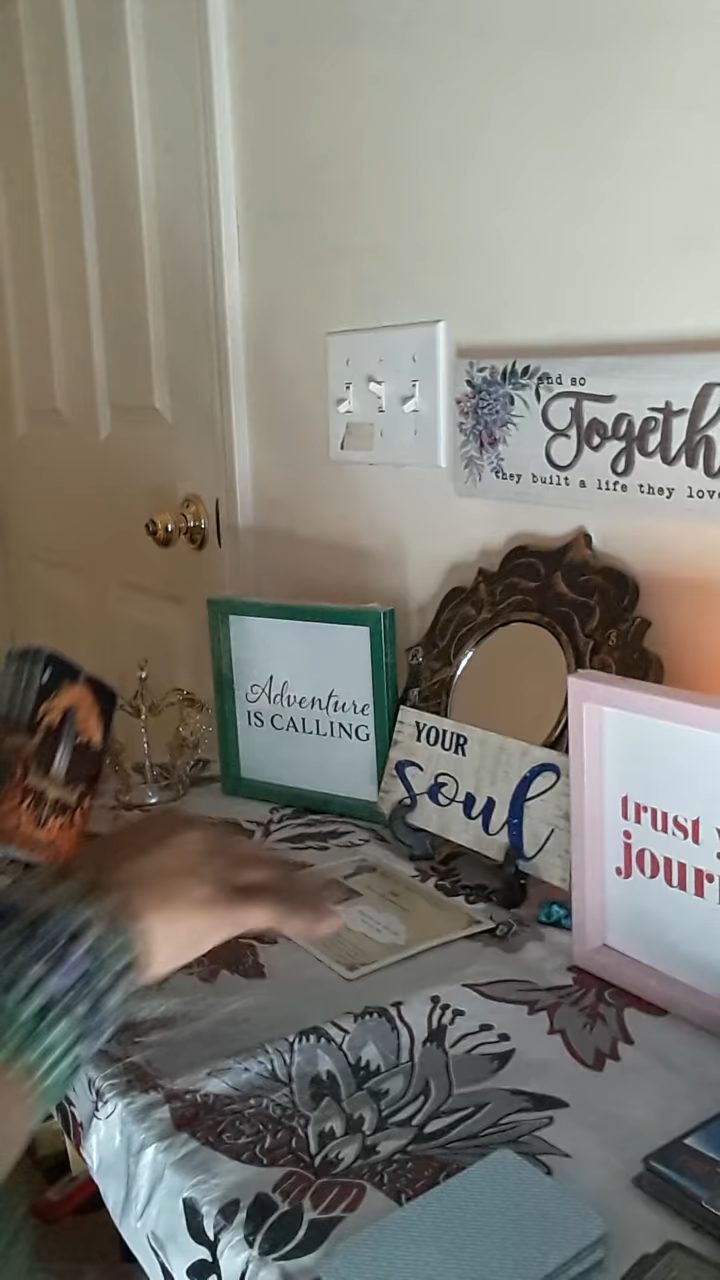 and so
Togeth
they built a life they love
Adventure
IS CALLING
YOUR
soul
trust y
jour